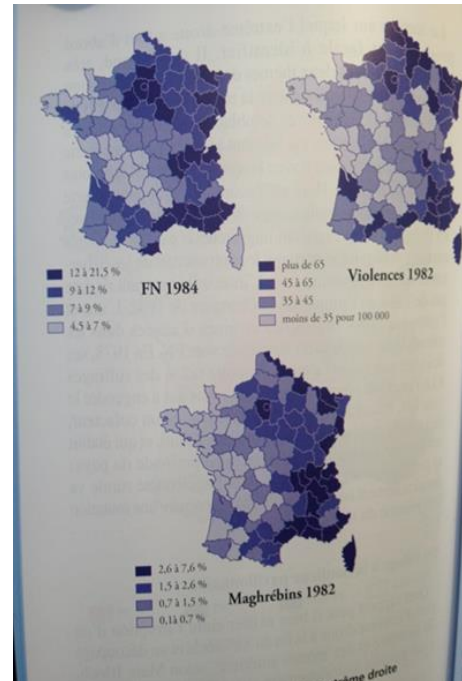 12 à 21,5 %
9 à 12 %
7 à 9 %
4,5 à 7 %
FN 1984
plus de 65
45 à 65
35 à 45
moins de 35 pour 100 000
Violences 1982
2,6 à 7,6 %
1,5 à 2,6 %
0,7 à 1,5 %
0,1 à 0,7 %
Maghrébins 1982
droite